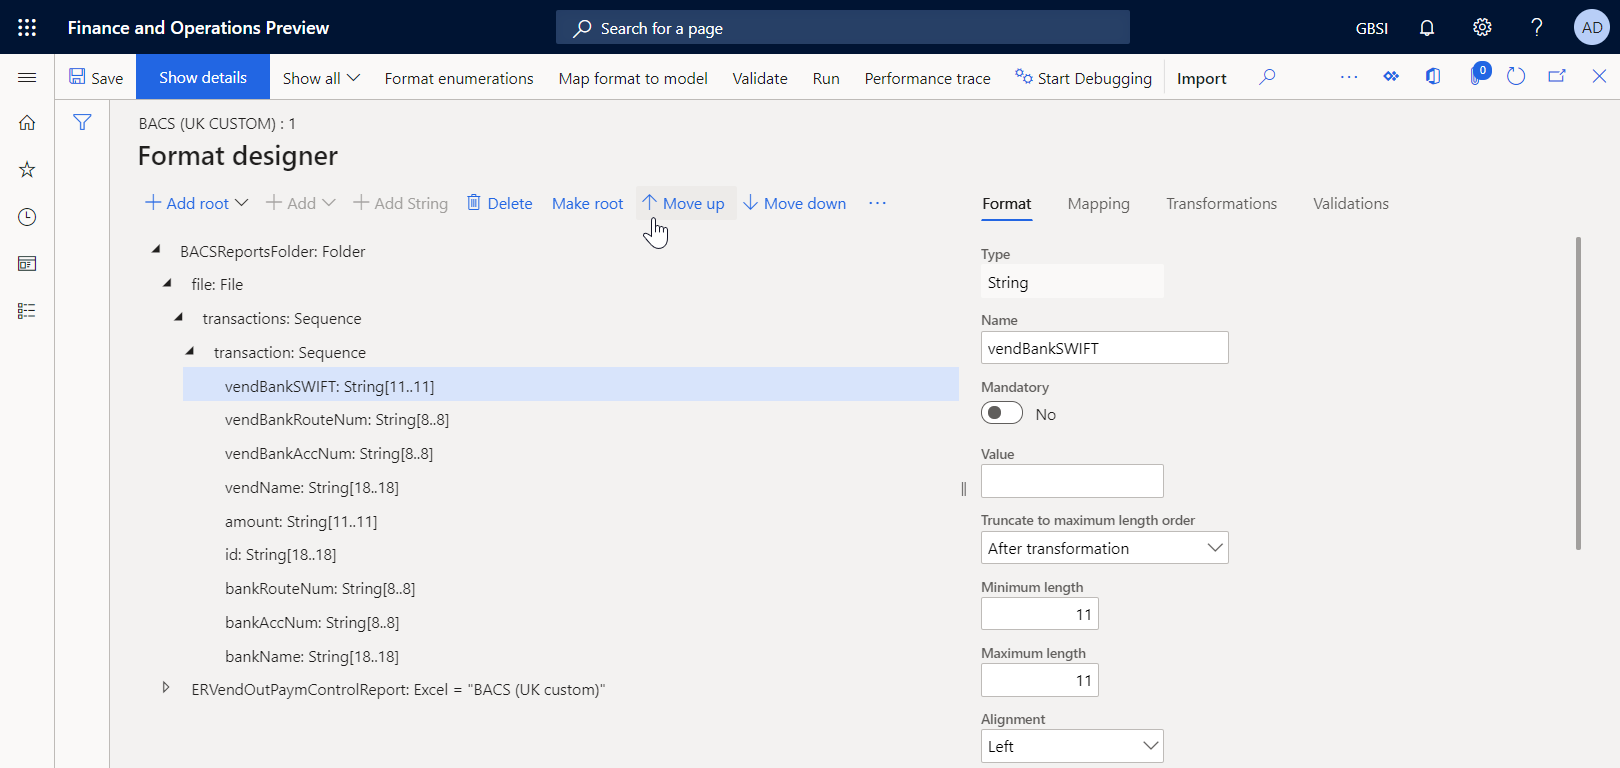 Finance and Operations Preview
Search for a page
GBSI
?
AD
Save
Show details
Show all
Format enumerations
Map format to model
Validate
Run
Performance trace
Start Debugging
Import
0
BACS (UK CUSTOM) : 1
Format designer
Add root
Add
Add String
Delete
Make root
Move up
Move down
BACSReportsFolder: Folder
file: File
transactions: Sequence
transaction: Sequence
vendBankSWIFT: String[11..11]
vendBankRouteNum: String[8..8]
vendBankAccNum: String[8..8]
vendName: String[18..18]
amount: String[11..11]
id: String[18..18]
bankRouteNum: String[8..8]
bankAccNum: String[8..8]
bankName: String[18..18]
ERVendOutPaymControlReport: Excel = "BACS (UK custom)"
Format
Mapping
Transformations
Validations
Type
String
Name
vendBankSWIFT
Mandatory
No
Value
Truncate to maximum length order
After transformation
Minimum length
11
Maximum length
11
Alignment
Left